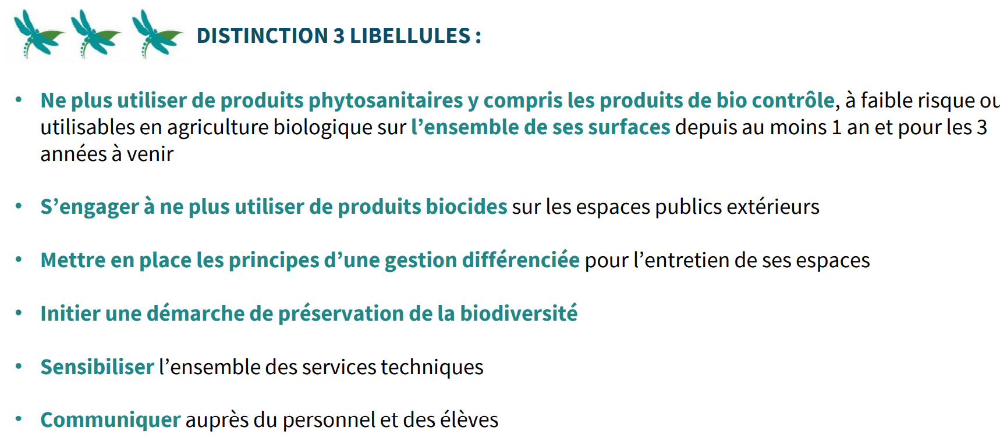 DISTINCTION 3 LIBELLULES :
• Ne plus utiliser de produits phytosanitaires y compris les produits de bio contrôle, à faible risque ou
utilisables en agriculture biologique sur l’ensemble de ses surfaces depuis au moins 1 an et pour les 3
années à venir
• S’engager à ne plus utiliser de produits biocides sur les espaces publics extérieurs
• Mettre en place les principes d’une gestion différenciée pour l’entretien de ses espaces
• Initier une démarche de préservation de la biodiversité
• Sensibiliser l’ensemble des services techniques
• Communiquer auprès du personnel et des élèves